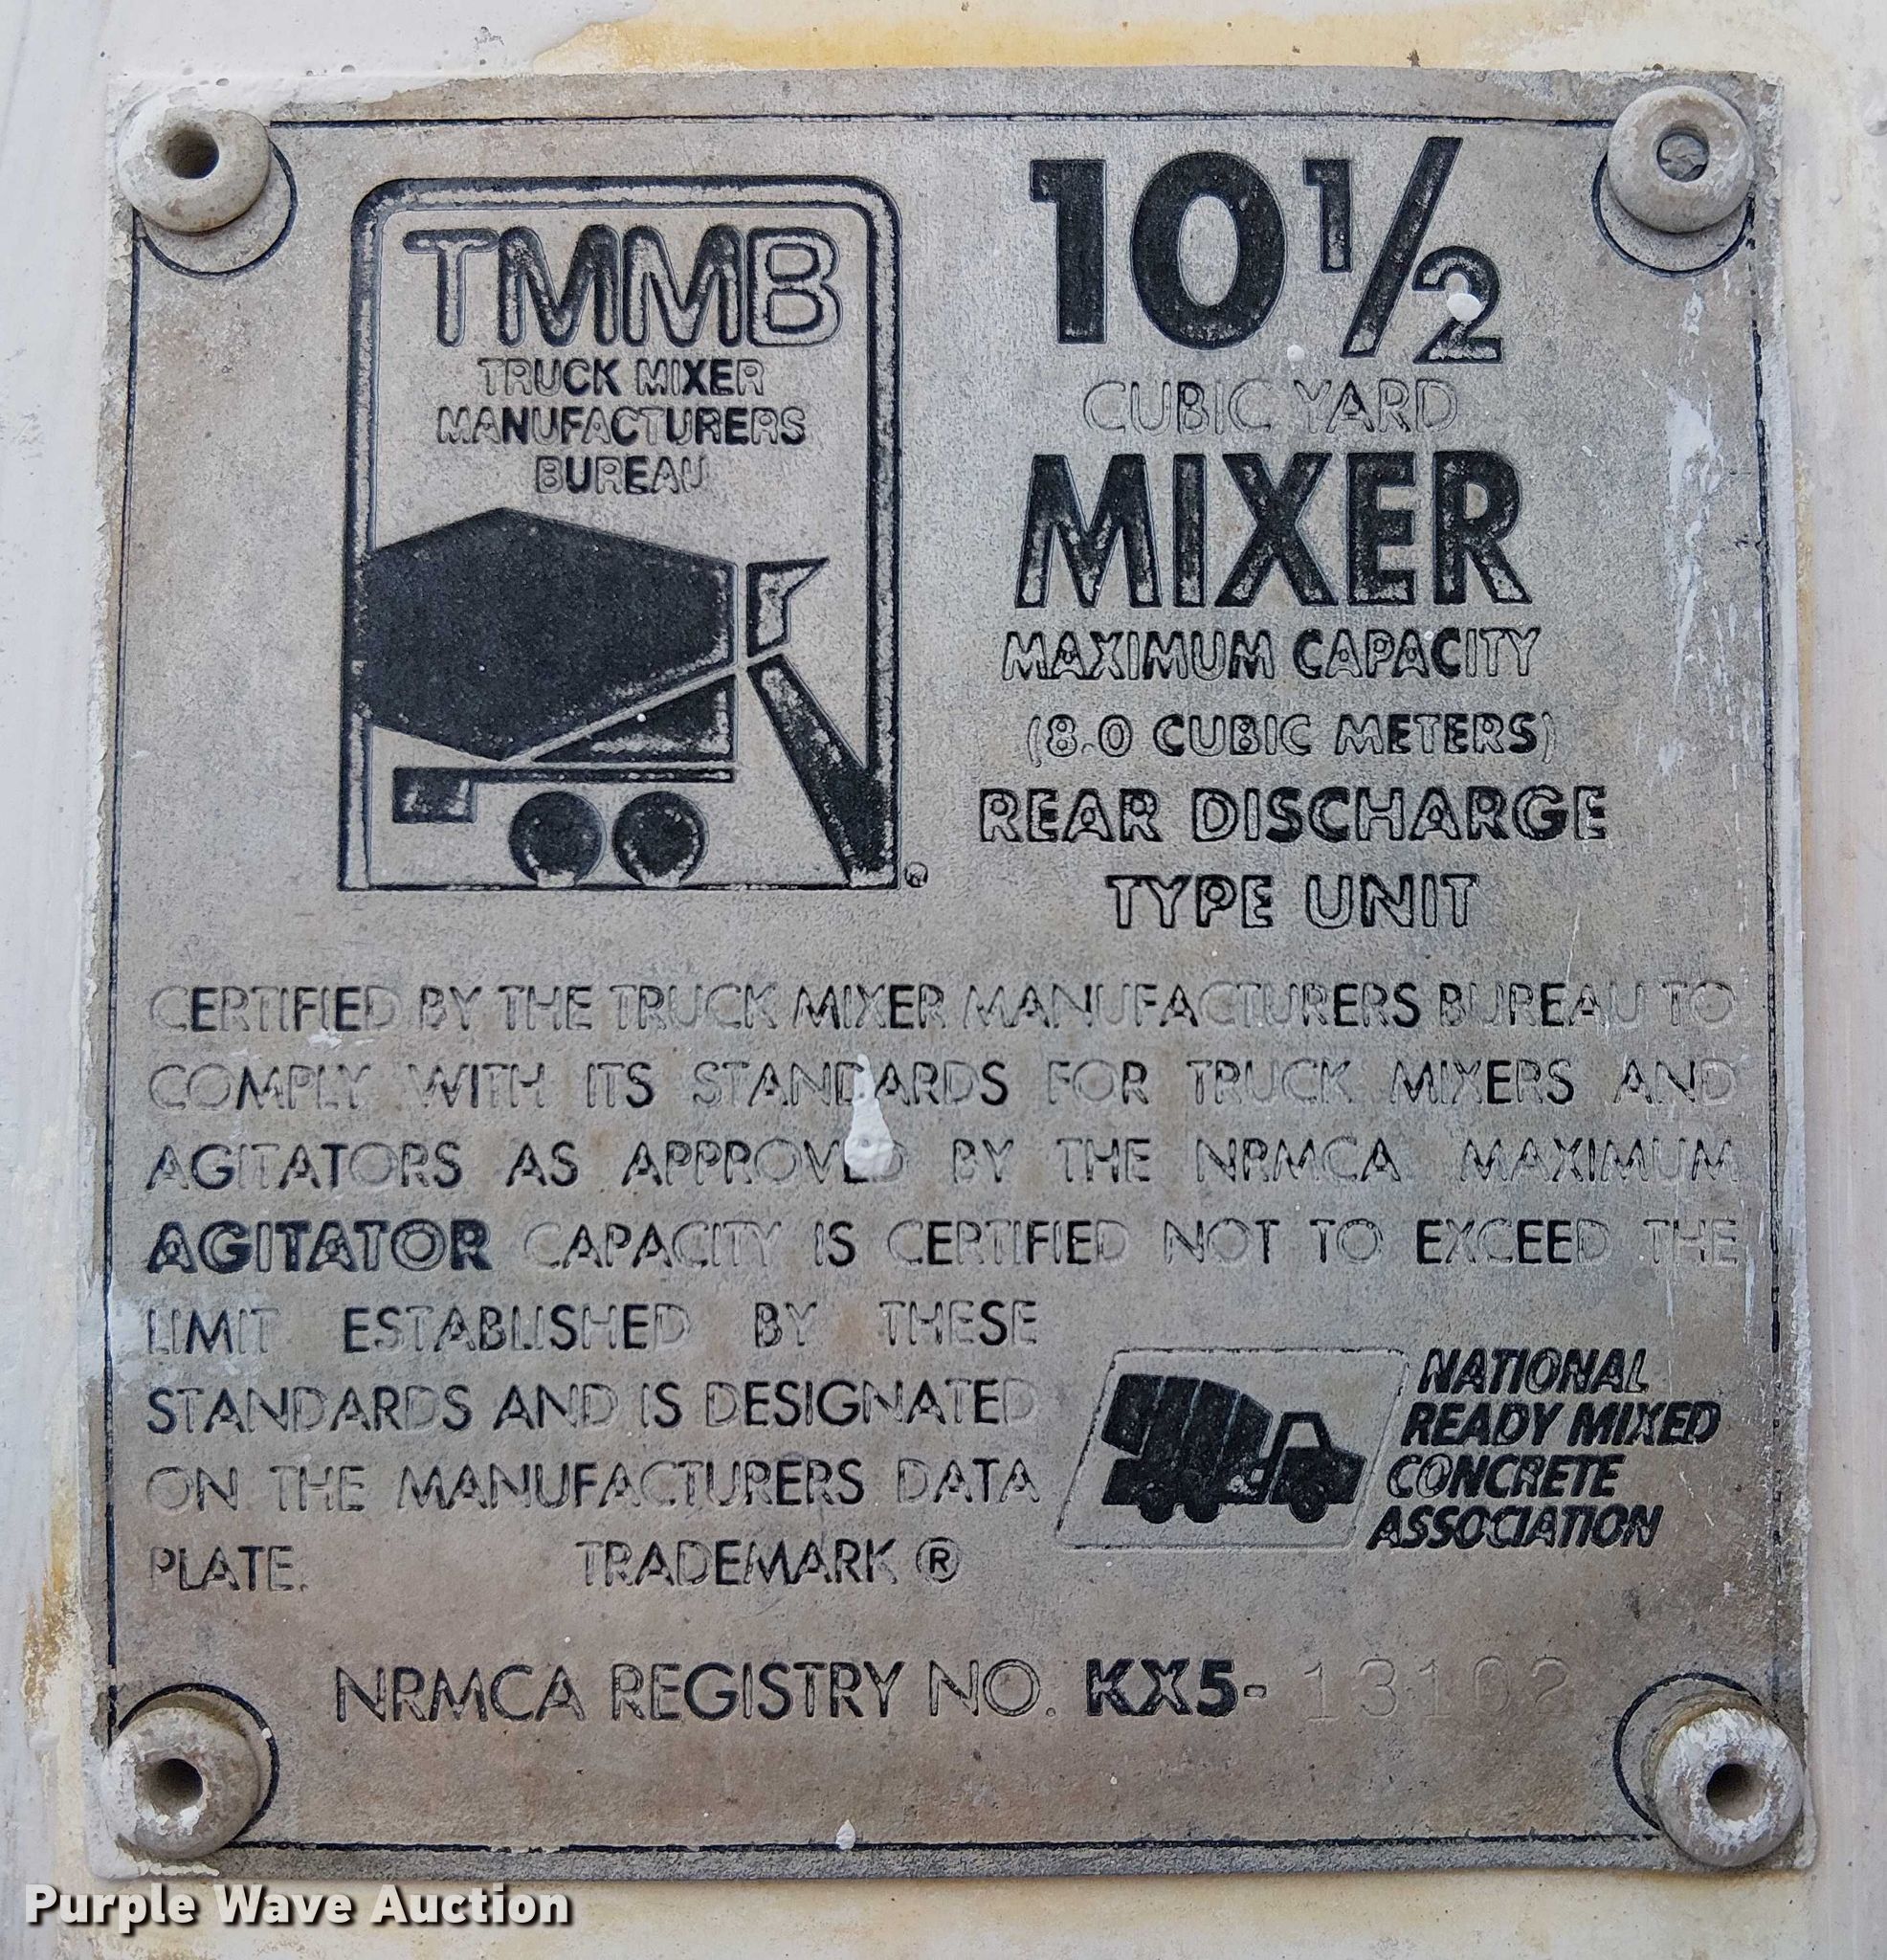 TMMB
TRUCK MIXER
MANUFACTURERS
BUREAU
®
10 1/2
CUBIC YARD
MIXER
MAXIMUM CAPACITY
(8.0 CUBIC METERS)
REAR DISCHARGE
TYPE UNIT
CERTIFIED BY THE TRUCK MIXER MANUFACTURERS BUREAU TO
COMPLY WITH ITS STANDARDS FOR TRUCK MIXERS AND
AGITATORS AS APPROVED BY THE NRMCA MAXIMUM
AGITATOR CAPACITY IS CERTIFIED NOT TO EXCEED THE
LIMIT ESTABLISHED BY THESE
STANDARDS AND IS DESIGNATED
ON THE MANUFACTURERS DATA
PLATE. TRADEMARK ®
NATIONAL
READY MIXED
CONCRETE
ASSOCIATION
NRMCA REGISTRY NO. KX5-13102
Purple Wave Auction